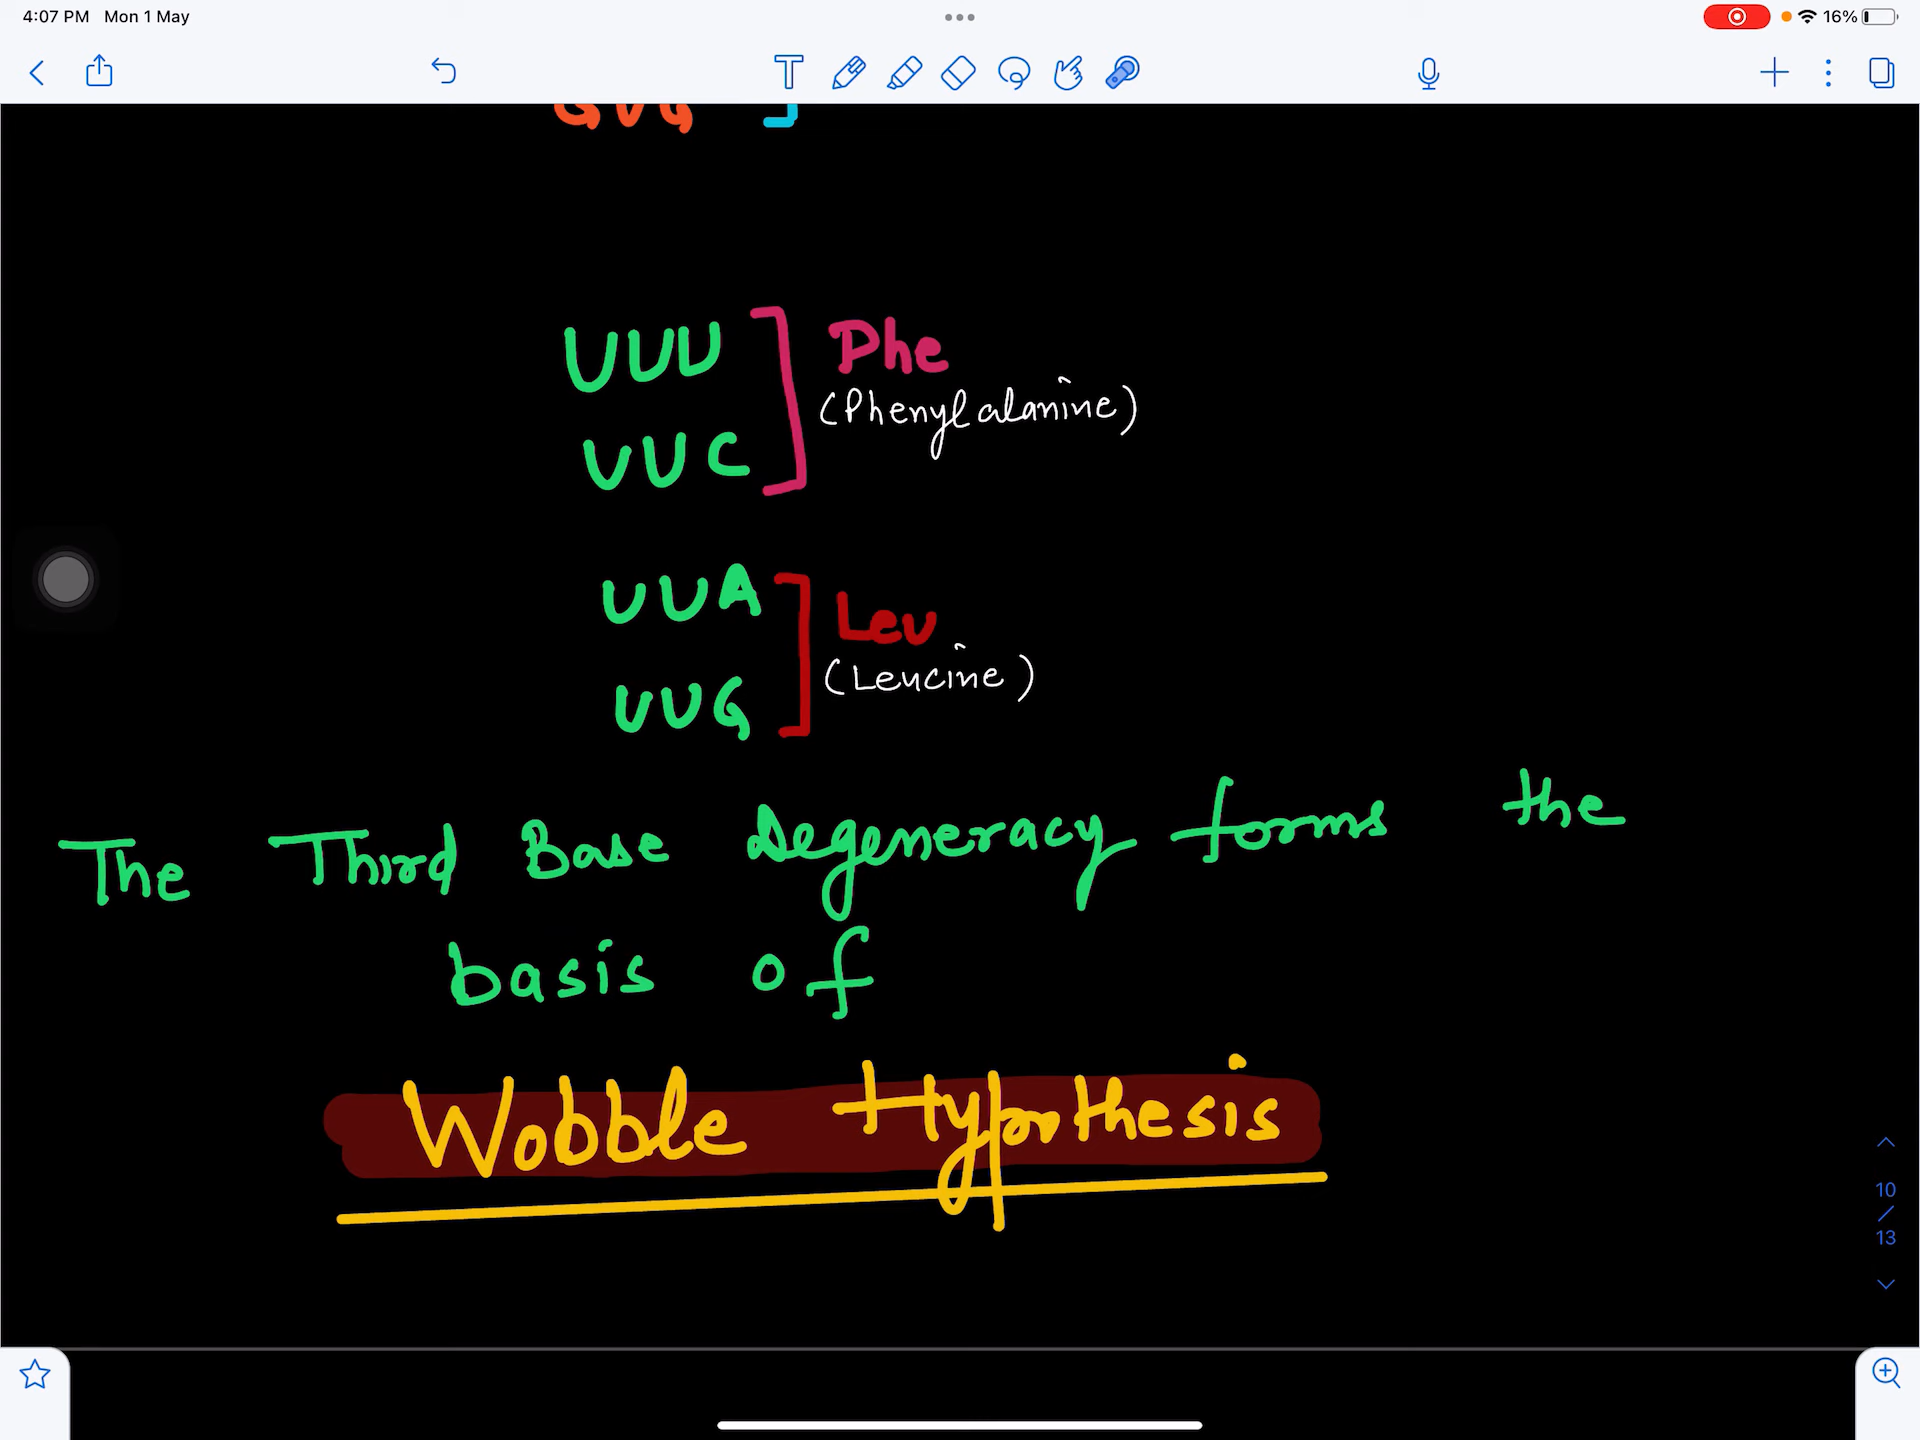 4:07 PM Mon 1 May
16%
GUG
UUU
Phe
(Phenylalanine)
UUC
UUA
Leu
(Leucine)
UUG
The Third Base Degeneracy forms the
basis of
Wobble Hypothesis
10
13